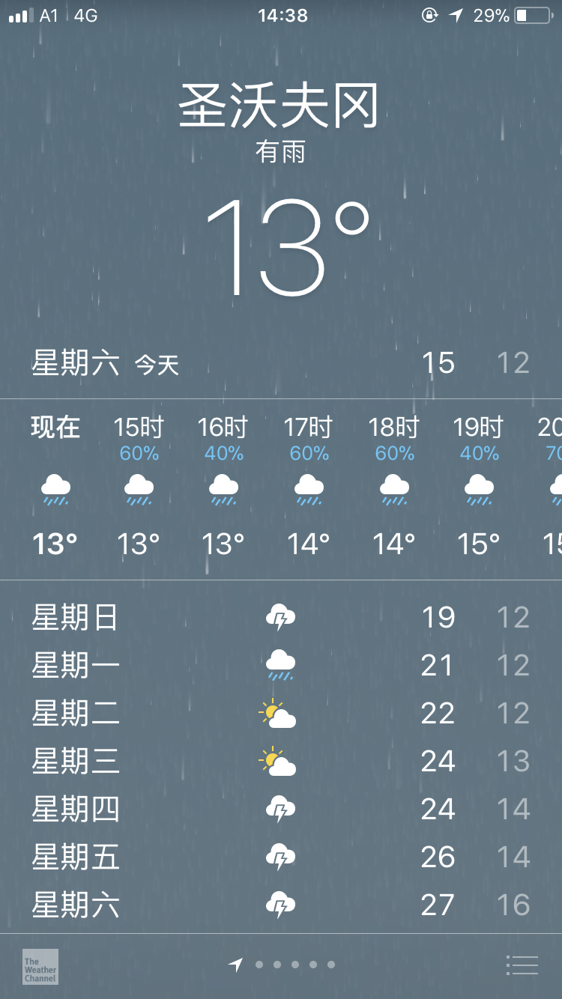 A1 4G 14:38 29%
圣沃夫冈
有雨
13°
星期六 今天 15 12
现在 15时 16时 17时 18时 19时 20
60% 40% 60% 60% 40% 70
13° 13° 13° 14° 14° 15° 15
星期日 19 12
星期一 21 12
星期二 22 12
星期三 24 13
星期四 24 14
星期五 26 14
星期六 27 16
The
Weather
Channel